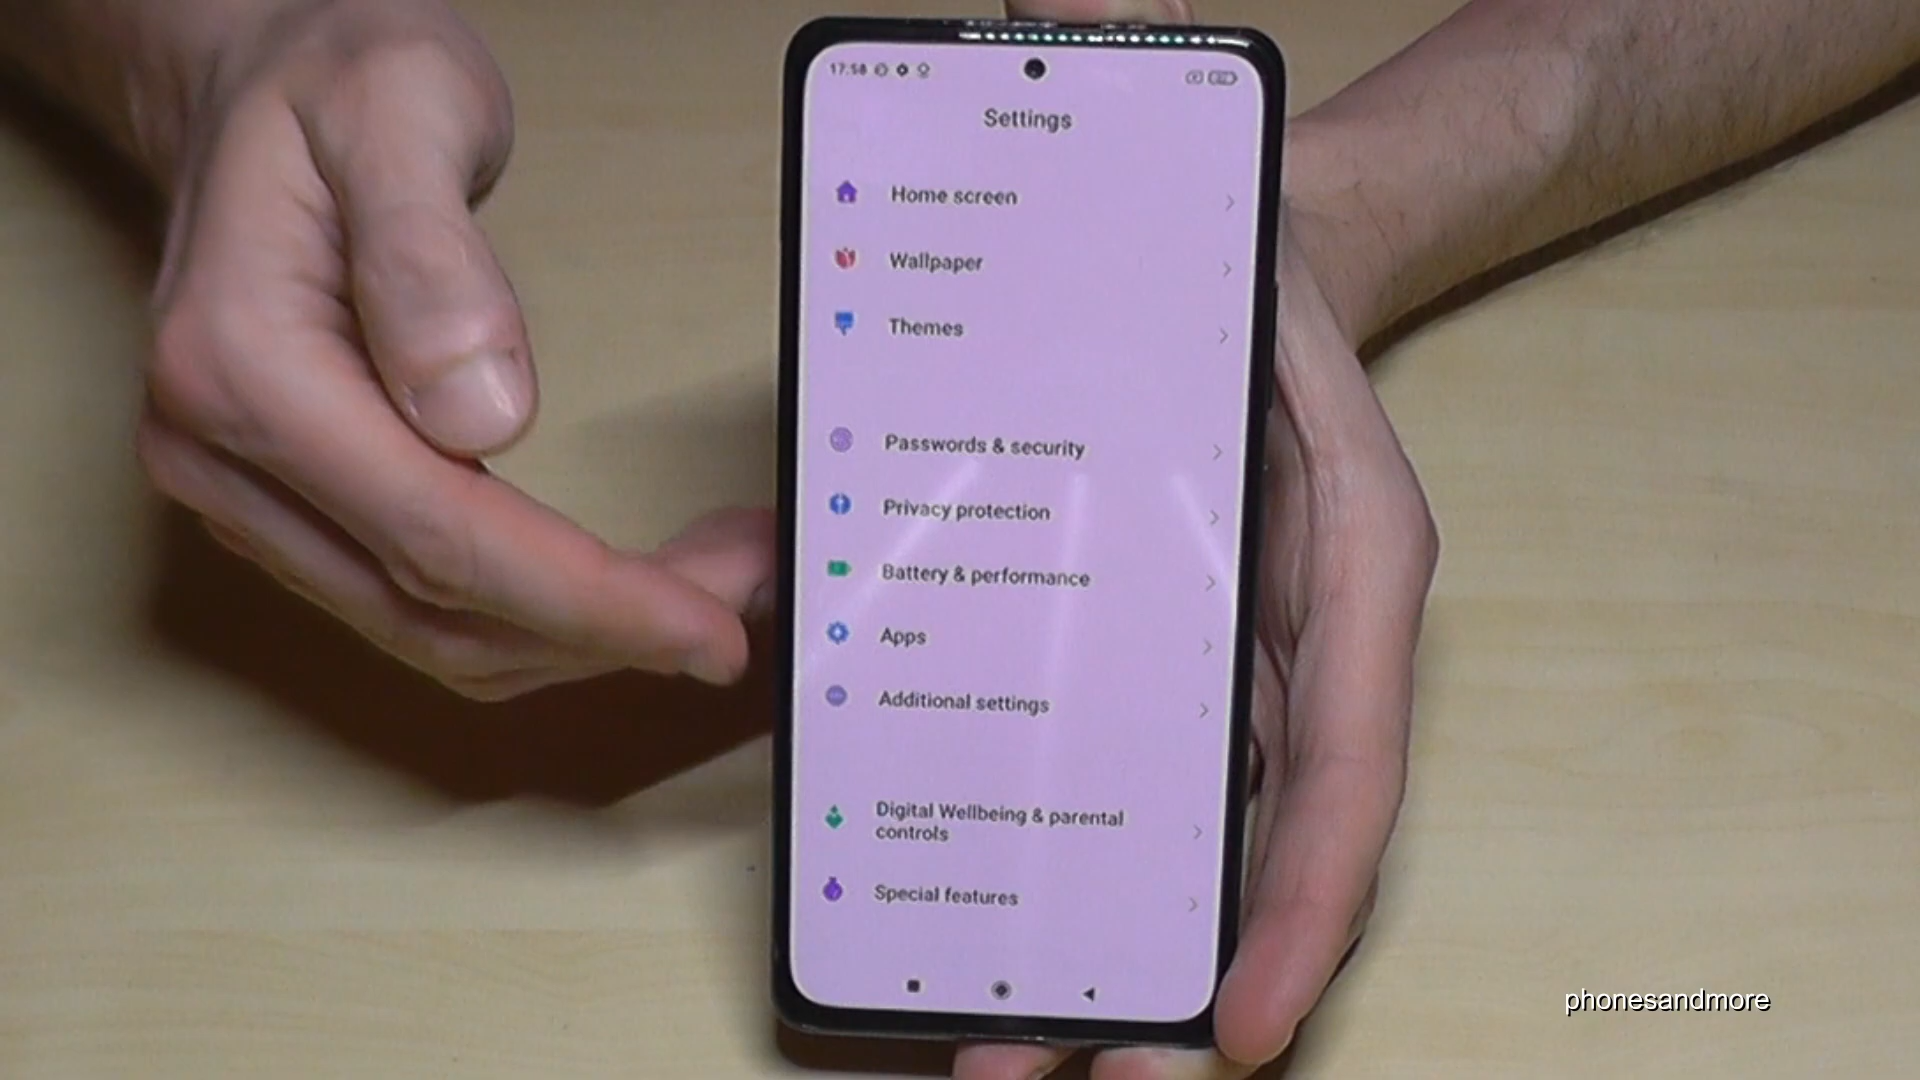 17:58
Settings
Home screen
Wallpaper
Themes
Passwords & security
Privacy protection
Battery & performance
Apps
Additional settings
Digital Wellbeing & parental
controls
Special features
phonesandmore